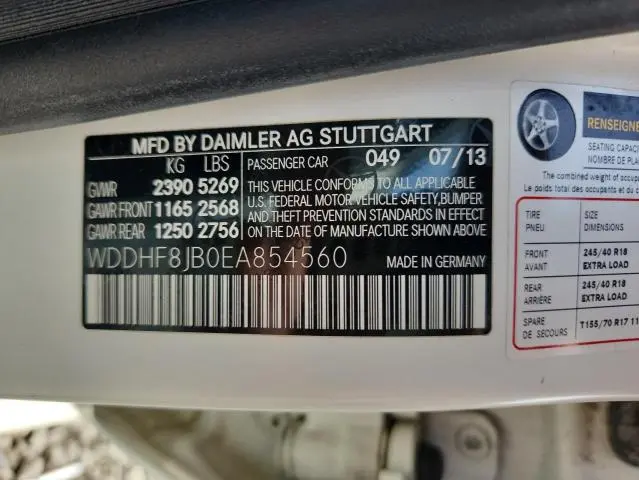 MFD BY DAIMLER AG STUTTGART
KG LBS PASSENGER CAR 049 07/13
GVWR 2390 5269
GAWR FRONT 1165 2568
GAWR REAR 1250 2756
THIS VEHICLE CONFORMS TO ALL APPLICABLE
U.S. FEDERAL MOTOR VEHICLE SAFETY,BUMPER
AND THEFT PREVENTION STANDARDS IN EFFECT
ON THE DATE OF MANUFACTURE SHOWN ABOVE
WDDHF8JB0EA854560 MADE IN GERMANY
SEATING
NOMBRE DE
The combined weight of
Le poids total des occupants et du
TIRE SIZE
PNEU DIMENSIONS
FRONT 245/40 R18
AVANT EXTRA LOAD
REAR 245/40 R18
ARRIÈRE EXTRA LOAD
SPARE T155/70 R17
DE SECOURS